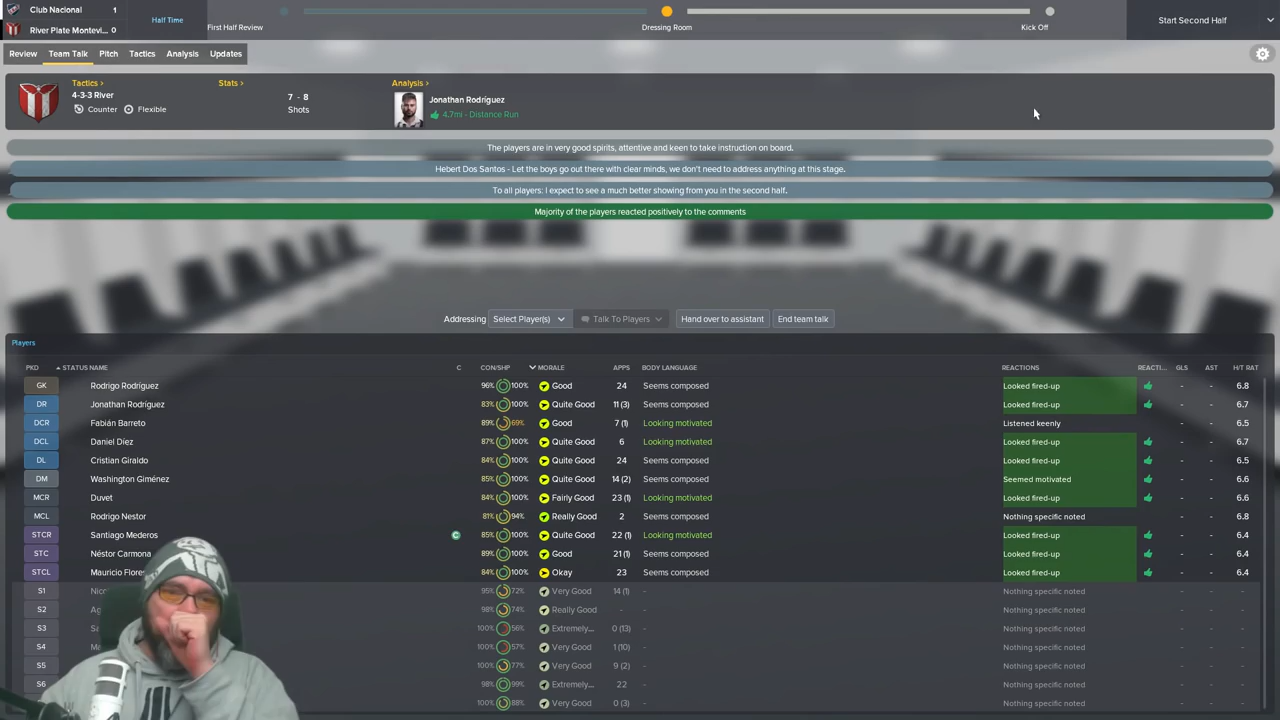 Club Nacional 1
River Plate Montevi... 0
Half Time
First Half Review
Dressing Room
Kick Off
Start Second Half
Review Team Talk Pitch Tactics Analysis Updates
Tactics >
4-3-3 River
Counter Flexible
Stats >
7 - 8
Shots
Analysis >
Jonathan Rodríguez
4.7mi - Distance Run
The players are in very good spirits, attentive and keen to take instruction on board.
Hebert Dos Santos - Let the boys go out there with clear minds, we don't need to address anything at this stage.
To all players: I expect to see a much better showing from you in the second half.
Majority of the players reacted positively to the comments
Addressing Select Player(s) Talk To Players Hand over to assistant End team talk
Players
PKD STATUS NAME C CON/SHP MORALE APPS BODY LANGUAGE REACTIONS REACTI... GLS AST H/T RAT
GK Rodrigo Rodríguez 96% 100% Good 24 Seems composed Looked fired-up - - 6.8
DR Jonathan Rodríguez 83% 100% Quite Good 11 (3) Seems composed Looked fired-up - - 6.7
DCR Fabián Barreto 89% 69% Good 7 (1) Looking motivated Listened keenly - - 6.5
DCL Daniel Díez 87% 100% Quite Good 6 Looking motivated Looked fired-up - - 6.7
DL Cristian Giraldo 84% 100% Quite Good 24 Seems composed Looked fired-up - - 6.5
DM Washington Giménez 85% 100% Quite Good 14 (2) Seems composed Seemed motivated - - 6.6
MCR Duvet 84% 100% Fairly Good 23 (1) Looking motivated Looked fired-up - - 6.6
MCL Rodrigo Nestor 81% 94% Really Good 2 Seems composed Nothing specific noted - - 6.8
STCR Santiago Mederos C 85% 100% Quite Good 22 (1) Looking motivated Looked fired-up - - 6.4
STC Néstor Carmona 89% 100% Good 21 (1) Seems composed Looked fired-up - - 6.4
STCL Mauricio Flores 84% 100% Okay 23 Seems composed Looked fired-up - - 6.4
S1 95% 72% Very Good 14 (1) - Nothing specific noted - -
S2 98% 74% Really Good - - Nothing specific noted - -
S3 100% 56% Extremely... 0 (13) - Nothing specific noted - -
S4 100% 57% Very Good 1 (10) - Nothing specific noted - -
S5 100% 77% Very Good 9 (2) - Nothing specific noted - -
S6 98% 99% Extremely... 22 - Nothing specific noted - -
100% 88% Very Good 0 (3) - Nothing specific noted - -